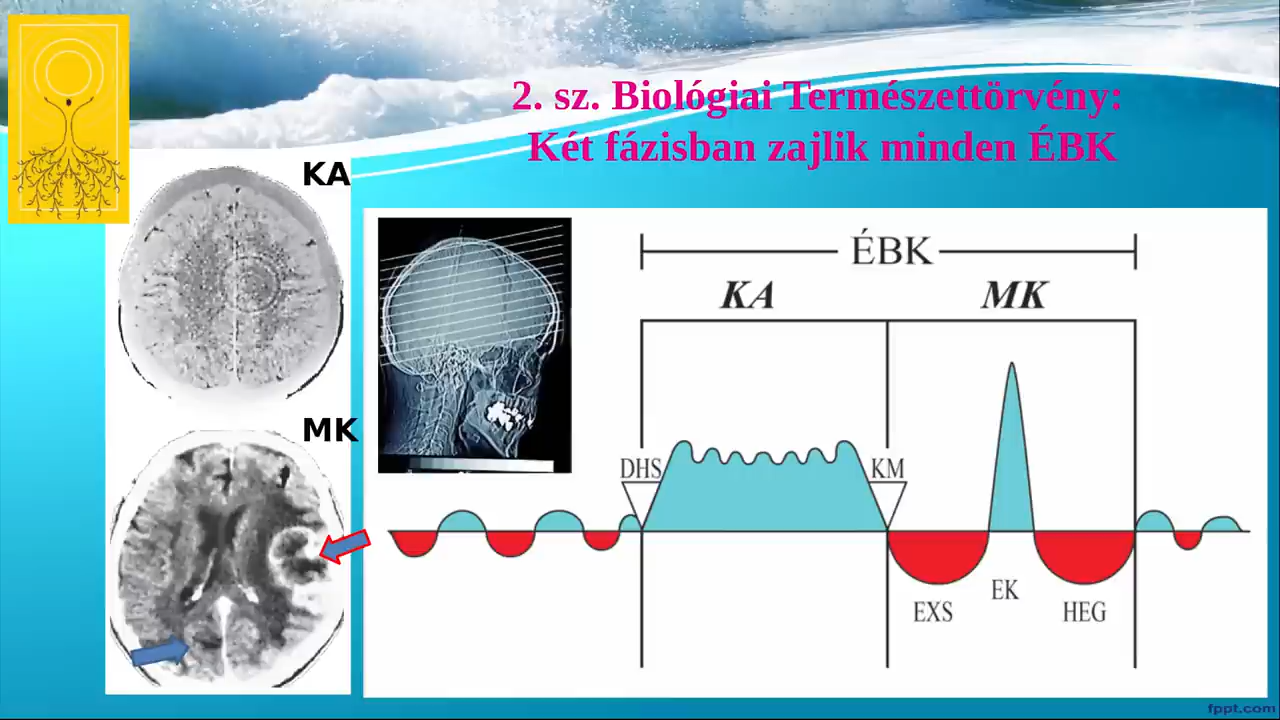 2. sz. Biológiai Természettörvény:
Két fázisban zajlik minden ÉBK
KA
MK
ÉBK
KA
MK
DHS
KM
EXS
EK
HEG
fppt.com